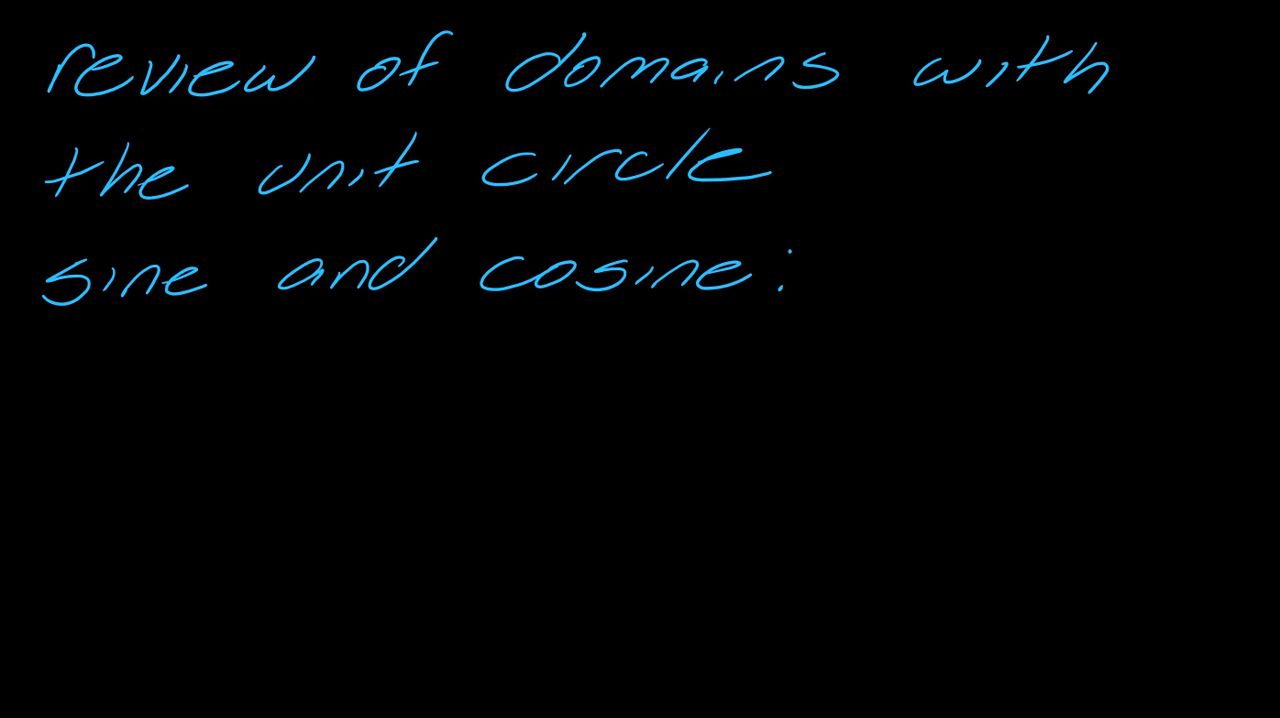 review of domains with
the unit circle
sine and cosine: